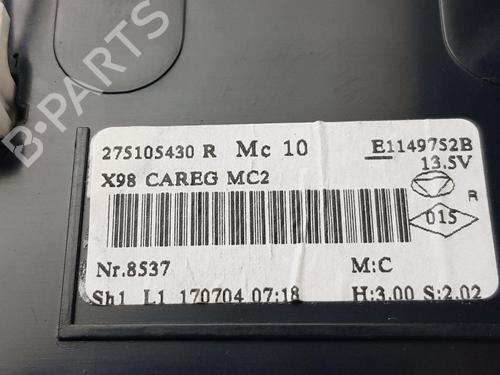 B-PARTS
275105430 R Mc 10 E1149752B
13.5V
X98 CAREG MC2
R
015
Nr.8537 M:C
Sh1 L1 170704 07:18 H:3.00 S:2.02